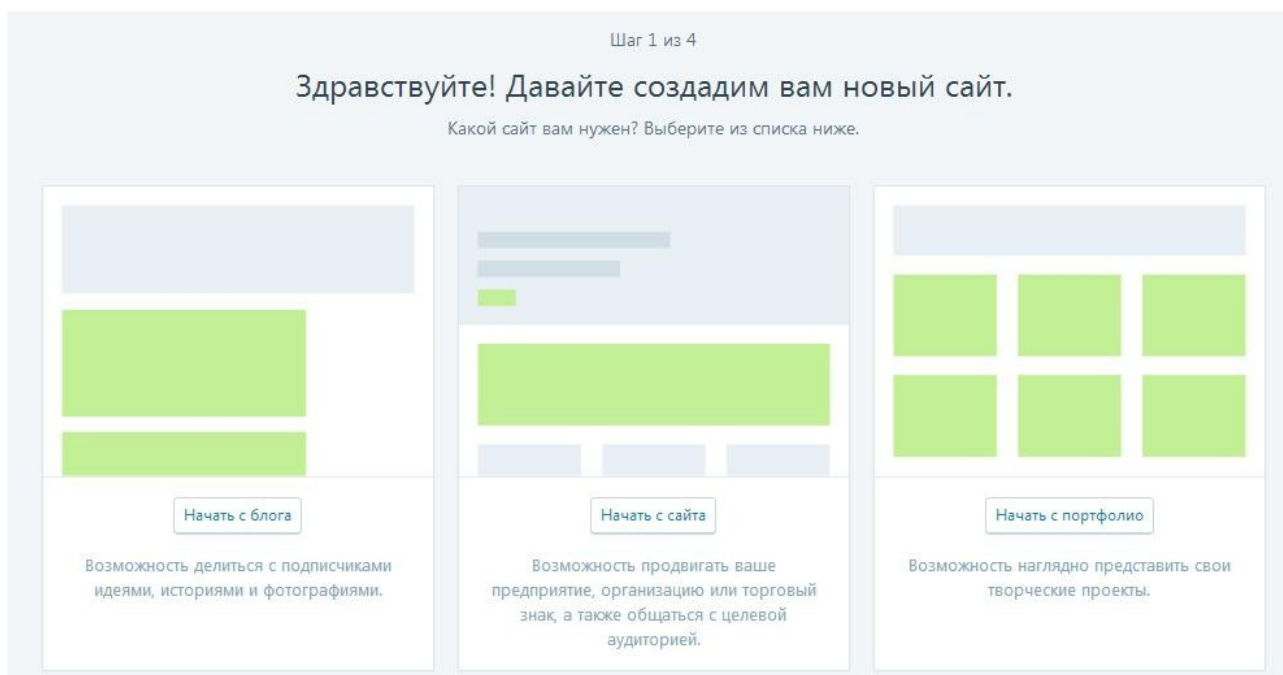 Шаг 1 из 4
Здравствуйте! Давайте создадим вам новый сайт.
Какой сайт вам нужен? Выберите из списка ниже.
Начать с блога
Возможность делиться с подписчиками
идеями, историями и фотографиями.
Начать с сайта
Возможность продвигать ваше
предприятие, организацию или торговый
знак, а также общаться с целевой
аудиторией.
Начать с портфолио
Возможность наглядно представить свои
творческие проекты.